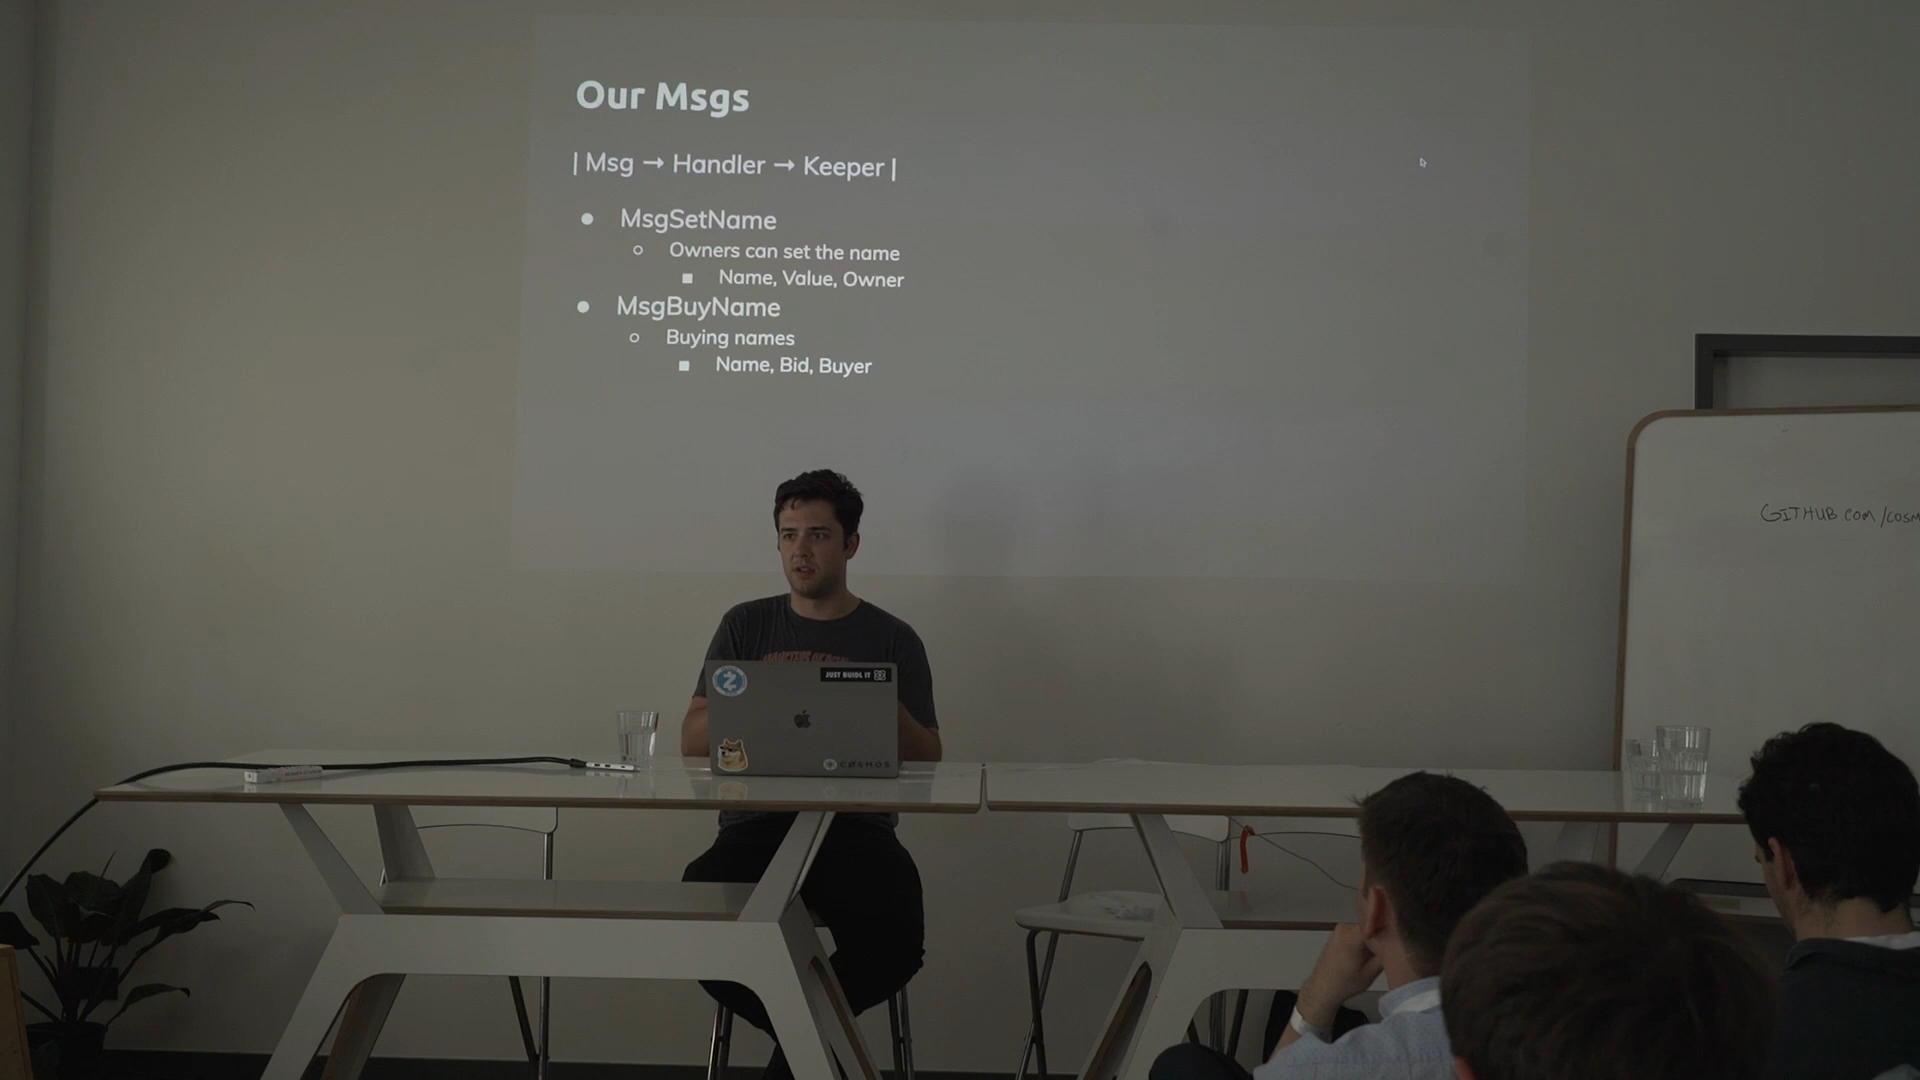 Our Msgs
| Msg → Handler → Keeper |
● MsgSetName
○ Owners can set the name
■ Name, Value, Owner
● MsgBuyName
○ Buying names
■ Name, Bid, Buyer
GITHUB.COM/COSM
JUST BUIDL IT
COSMOS